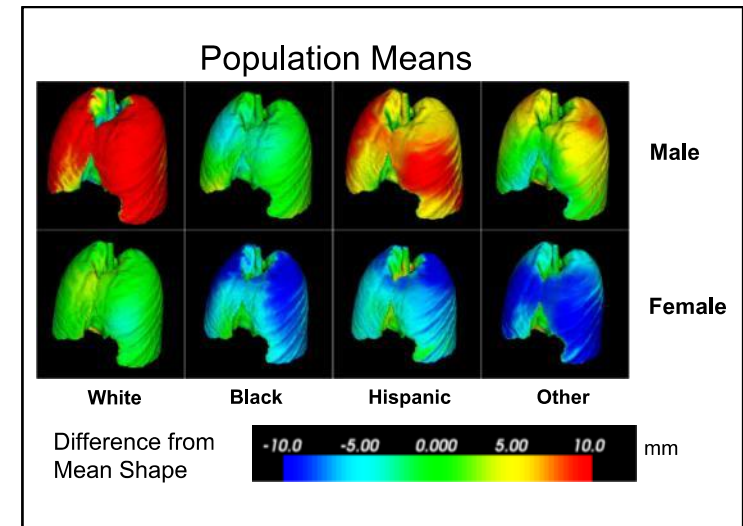 Population Means
Male
Female
White Black Hispanic Other
Difference from
Mean Shape
-10.0 -5.00 0.000 5.00 10.0 mm